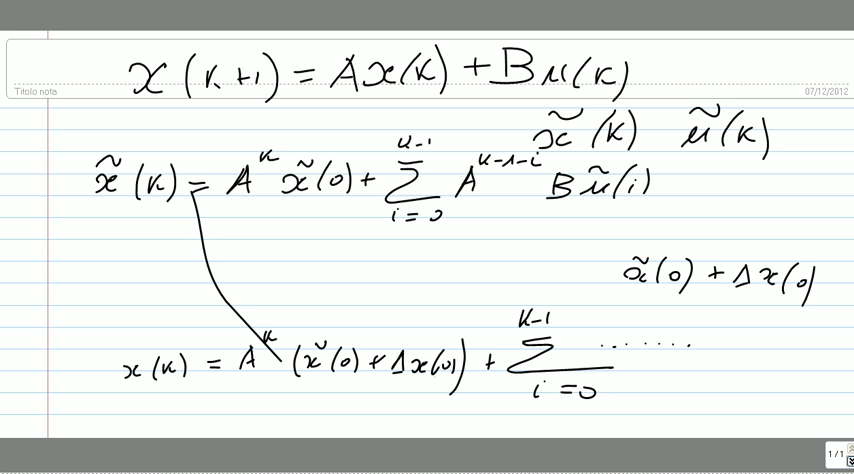 x(k+1) = Ax(k) + Bu(k)
Titolo nota 07/12/2012
x̃(k) ũ(k)
x̃(k) = A^k x̃(0) + Σ_{i=0}^{k-1} A^{k-1-i} B ũ(i)
x̃(0) + Δx(0)
x(k) = A^k (x̃(0) + Δx(0)) + Σ_{i=0}^{k-1} ........
1/1